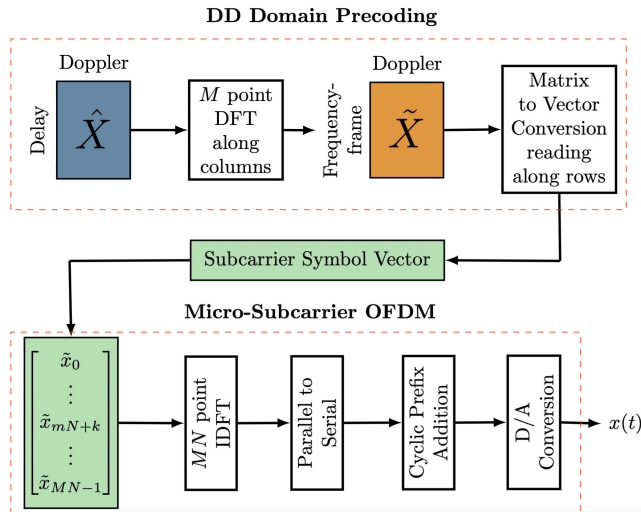 DD Domain Precoding
Doppler
Delay
X̂
M point
DFT
along
columns
Doppler
Frequency-
frame
X̃
Matrix
to Vector
Conversion
reading
along rows
Subcarrier Symbol Vector
Micro-Subcarrier OFDM
x̃₀
⋮
x̃_{mN+k}
⋮
x̃_{MN−1}
MN point
IDFT
Parallel to
Serial
Cyclic Prefix
Addition
D/A
Conversion
x(t)